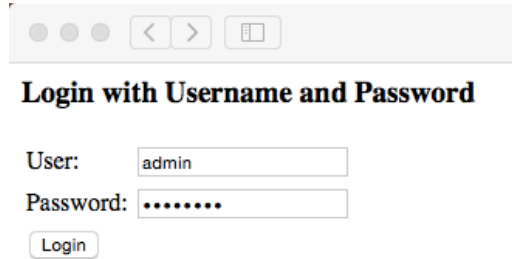 Login with Username and Password
User: admin
Password: ••••••••
Login